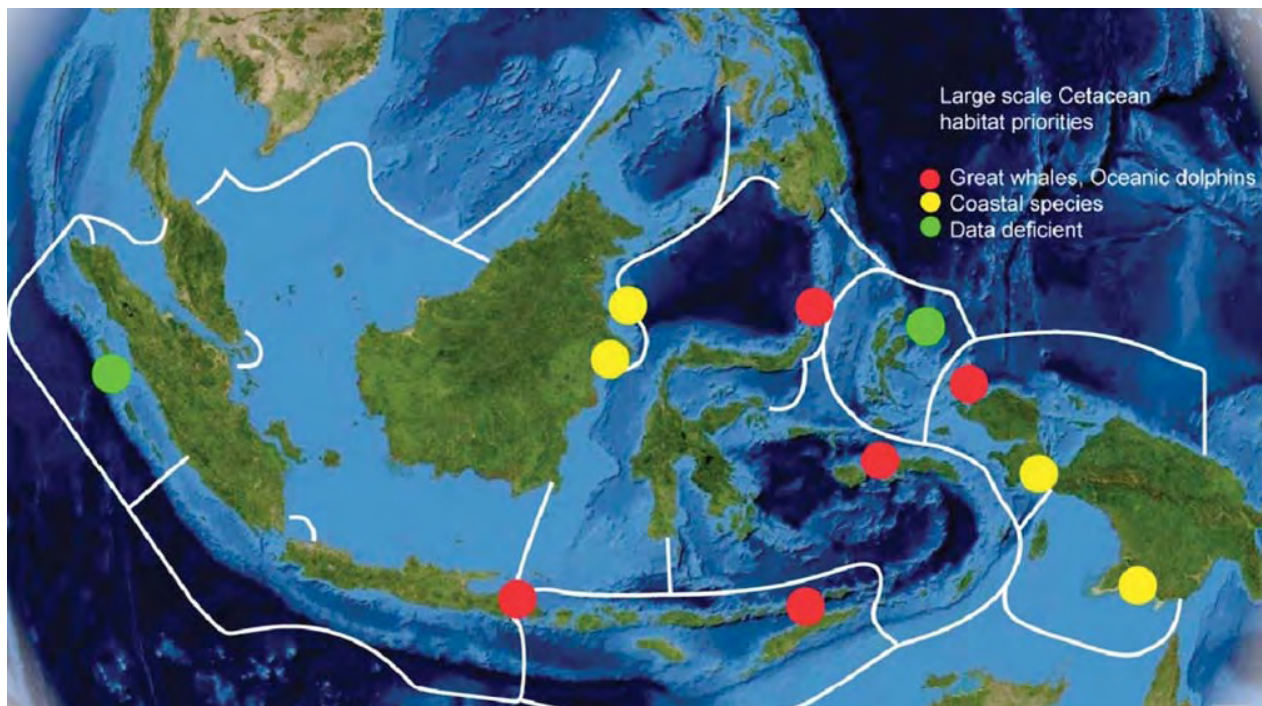 Large scale Cetacean
habitat priorities
Great whales, Oceanic dolphins
Coastal species
Data deficient